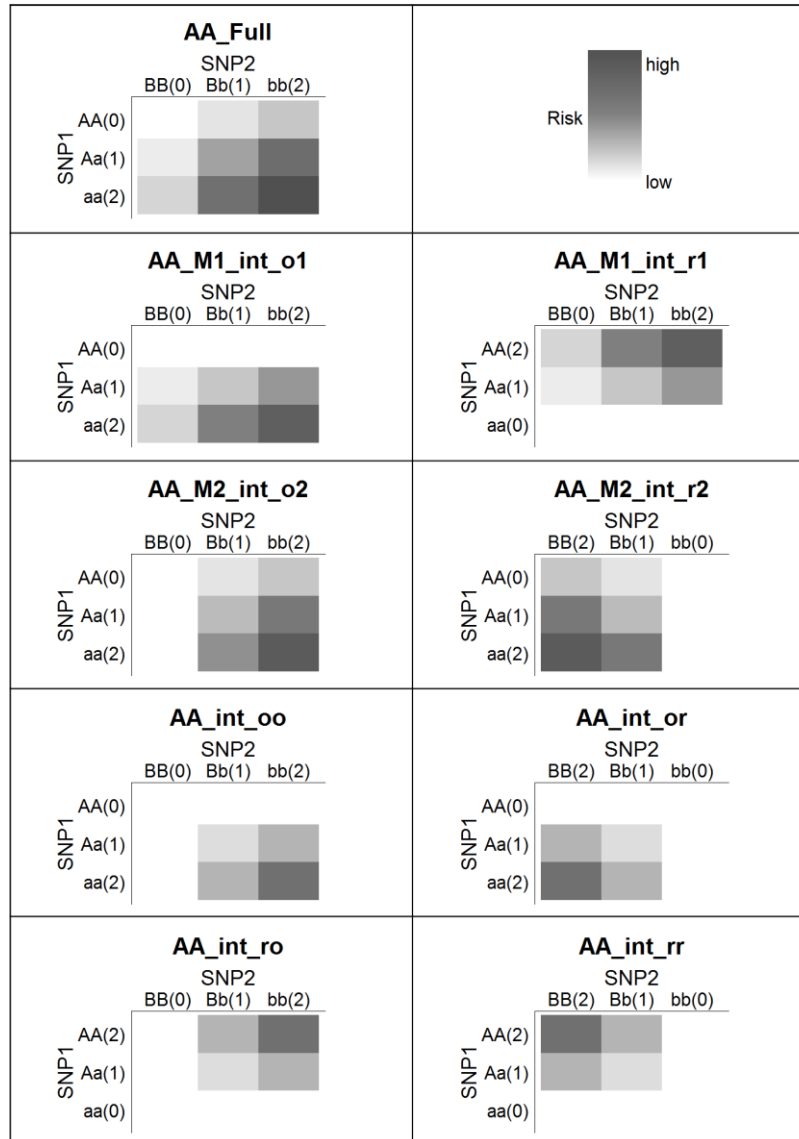 AA_Full
SNP2
BB(0) Bb(1) bb(2)
SNP1
AA(0)
Aa(1)
aa(2)
high
Risk
low
AA_M1_int_o1
SNP2
BB(0) Bb(1) bb(2)
SNP1
AA(0)
Aa(1)
aa(2)
AA_M1_int_r1
SNP2
BB(0) Bb(1) bb(2)
SNP1
AA(2)
Aa(1)
aa(0)
AA_M2_int_o2
SNP2
BB(0) Bb(1) bb(2)
SNP1
AA(0)
Aa(1)
aa(2)
AA_M2_int_r2
SNP2
BB(2) Bb(1) bb(0)
SNP1
AA(0)
Aa(1)
aa(2)
AA_int_oo
SNP2
BB(0) Bb(1) bb(2)
SNP1
AA(0)
Aa(1)
aa(2)
AA_int_or
SNP2
BB(2) Bb(1) bb(0)
SNP1
AA(0)
Aa(1)
aa(2)
AA_int_ro
SNP2
BB(0) Bb(1) bb(2)
SNP1
AA(2)
Aa(1)
aa(0)
AA_int_rr
SNP2
BB(2) Bb(1) bb(0)
SNP1
AA(2)
Aa(1)
aa(0)